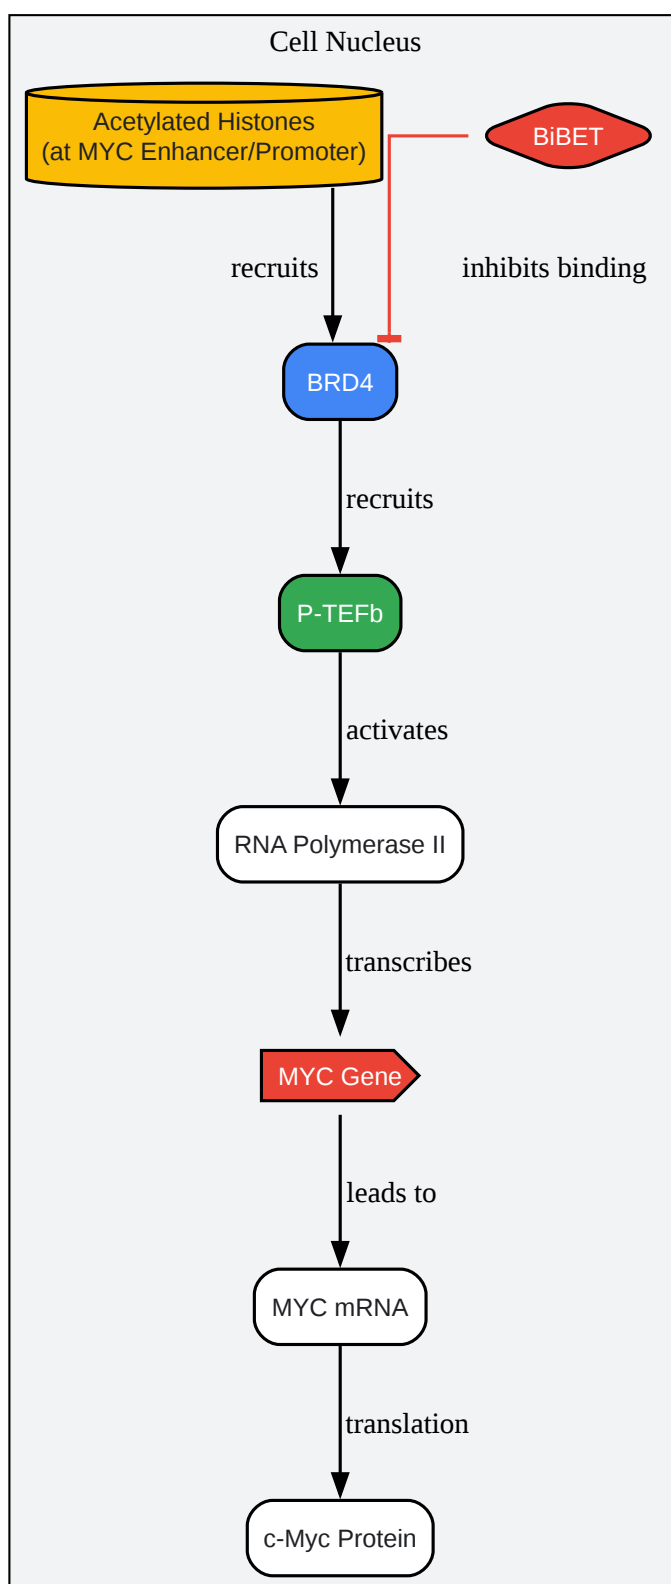 Cell Nucleus
Acetylated Histones
(at MYC Enhancer/Promoter)
BiBET
recruits
inhibits binding
BRD4
recruits
P-TEFb
activates
RNA Polymerase II
transcribes
MYC Gene
leads to
MYC mRNA
translation
c-Myc Protein